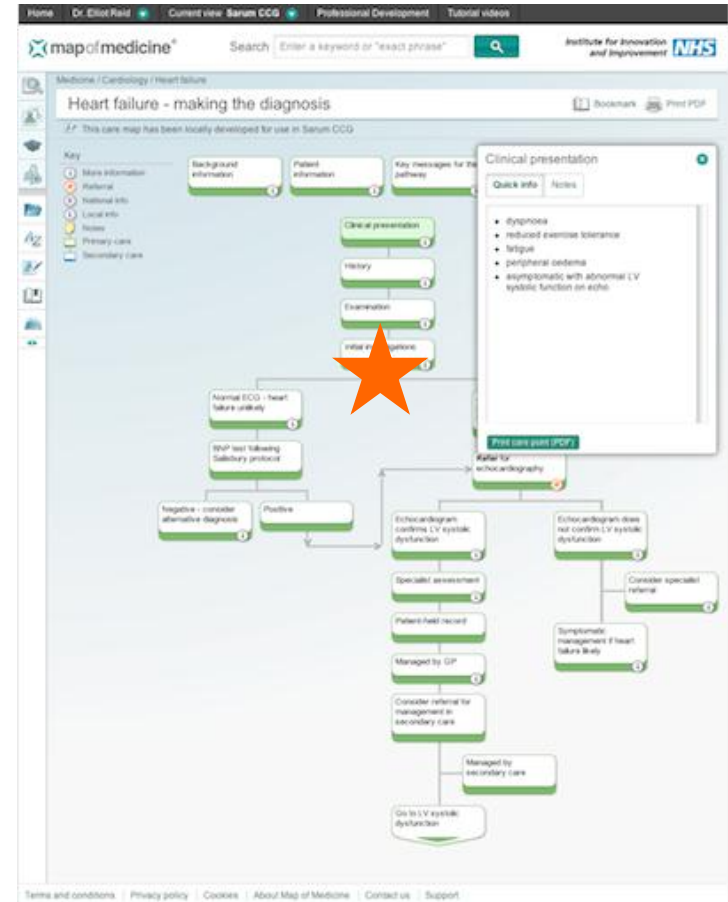 Home Dr. Elliot Reid Current view Sarum CCG Professional Development Tutorial videos
mapofmedicine®
Search Enter a keyword or "exact phrase"
Institute for Innovation
and Improvement NHS
Medicine / Cardiology / Heart failure
Heart failure - making the diagnosis
Bookmark Print PDF
This care map has been locally developed for use in Sarum CCG
Key
More information
Referral
National info
Local info
Notes
Primary care
Secondary care
Background
information
Patient
information
Key messages for the
pathway
Clinical presentation
Quick info Notes
• dyspnoea
• reduced exercise tolerance
• fatigue
• peripheral oedema
• asymptomatic with abnormal LV
systolic function on echo
Print care point (PDF)
Clinical presentation
History
Examination
Normal ECG - heart
failure unlikely
BNP test following
Salisbury protocol
Negative - consider
alternative diagnosis
Positive
Refer for
echocardiography
Echocardiogram
confirms LV systolic
dysfunction
Echocardiogram does
not confirm LV systolic
dysfunction
Specialist assessment
Consider specialist
referral
Patient-held record
Symptomatic
management if heart
failure likely
Managed by GP
Consider referral for
management in
secondary care
Managed by
secondary care
Go to LV systolic
dysfunction
Terms and conditions Privacy policy Cookies About Map of Medicine Contact us Support